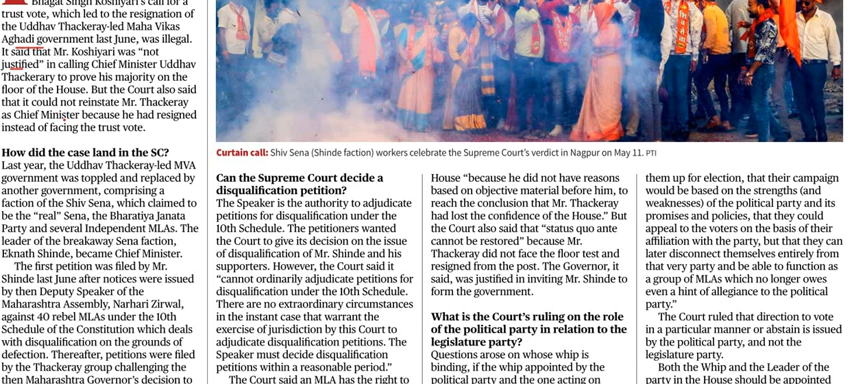 Bhagat Singh Koshiyari's call for a
trust vote, which led to the resignation of
the Uddhav Thackeray-led Maha Vikas
Aghadi government last June, was illegal.
It said that Mr. Koshiyari was “not
justified” in calling Chief Minister Uddhav
Thackerary to prove his majority on the
floor of the House. But the Court also said
that it could not reinstate Mr. Thackeray
as Chief Minister because he had resigned
instead of facing the trust vote.
How did the case land in the SC?
Last year, the Uddhav Thackeray-led MVA
government was toppled and replaced by
another government, comprising a
faction of the Shiv Sena, which claimed to
be the “real” Sena, the Bharatiya Janata
Party and several Independent MLAs. The
leader of the breakaway Sena faction,
Eknath Shinde, became Chief Minister.
The first petition was filed by Mr.
Shinde last June after notices were issued
by then Deputy Speaker of the
Maharashtra Assembly, Narhari Zirwal,
against 40 rebel MLAs under the 10th
Schedule of the Constitution which deals
with disqualification on the grounds of
defection. Thereafter, petitions were filed
by the Thackeray group challenging the
then Maharashtra Governor's decision to
Curtain call: Shiv Sena (Shinde faction) workers celebrate the Supreme Court's verdict in Nagpur on May 11. PTI
Can the Supreme Court decide a
disqualification petition?
The Speaker is the authority to adjudicate
petitions for disqualification under the
10th Schedule. The petitioners wanted
the Court to give its decision on the issue
of disqualification of Mr. Shinde and his
supporters. However, the Court said it
“cannot ordinarily adjudicate petitions for
disqualification under the 10th Schedule.
There are no extraordinary circumstances
in the instant case that warrant the
exercise of jurisdiction by this Court to
adjudicate disqualification petitions. The
Speaker must decide disqualification
petitions within a reasonable period.”
The Court said an MLA has the right to
House “because he did not have reasons
based on objective material before him, to
reach the conclusion that Mr. Thackeray
had lost the confidence of the House.” But
the Court also said that “status quo ante
cannot be restored” because Mr.
Thackeray did not face the floor test and
resigned from the post. The Governor, it
said, was justified in inviting Mr. Shinde to
form the government.
What is the Court's ruling on the role
of the political party in relation to the
legislature party?
Questions arose on whose whip is
binding, if the whip appointed by the
political party and the one acting on
them up for election, that their campaign
would be based on the strengths (and
weaknesses) of the political party and its
promises and policies, that they could
appeal to the voters on the basis of their
affiliation with the party, but that they can
later disconnect themselves entirely from
that very party and be able to function as
a group of MLAs which no longer owes
even a hint of allegiance to the political
party.”
The Court ruled that direction to vote
in a particular manner or abstain is issued
by the political party, and not the
legislature party.
Both the Whip and the Leader of the
party in the House should be appointed